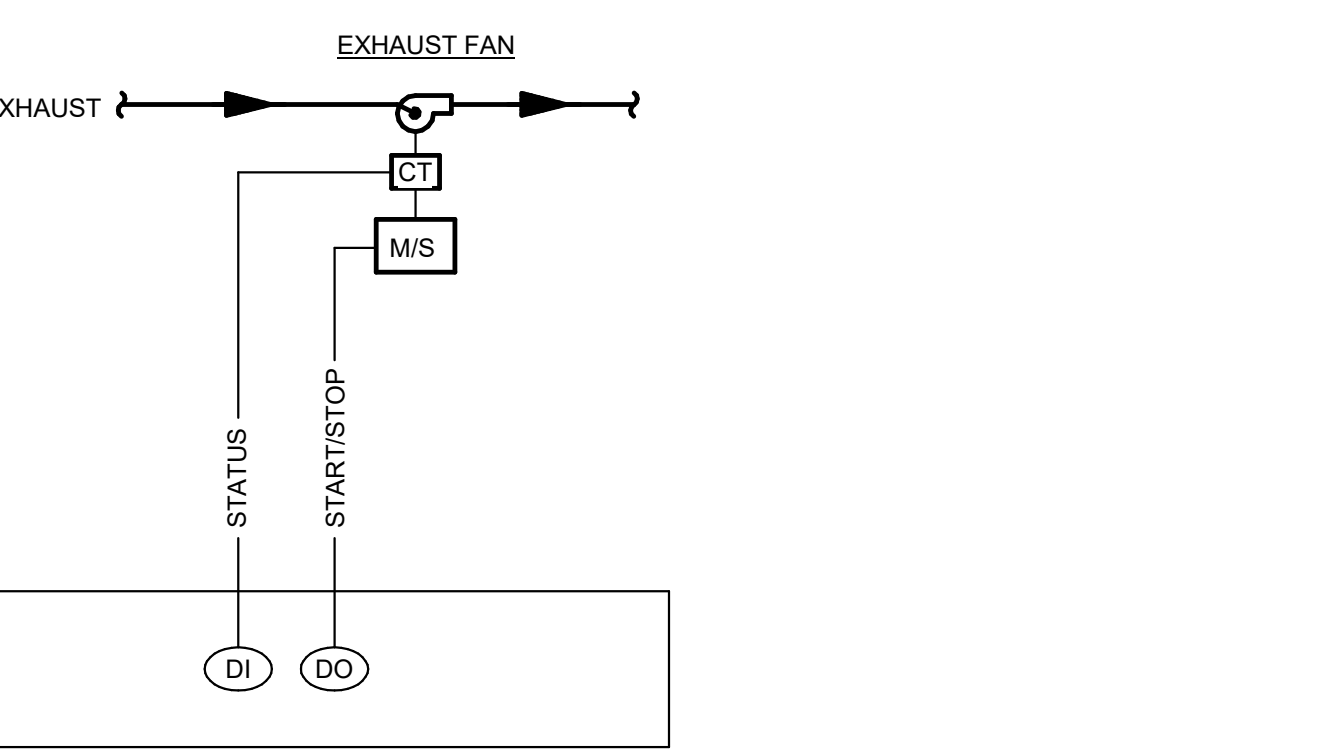 EXHAUST FAN
XHAUST
CT
M/S
STATUS
START/STOP
DI
DO